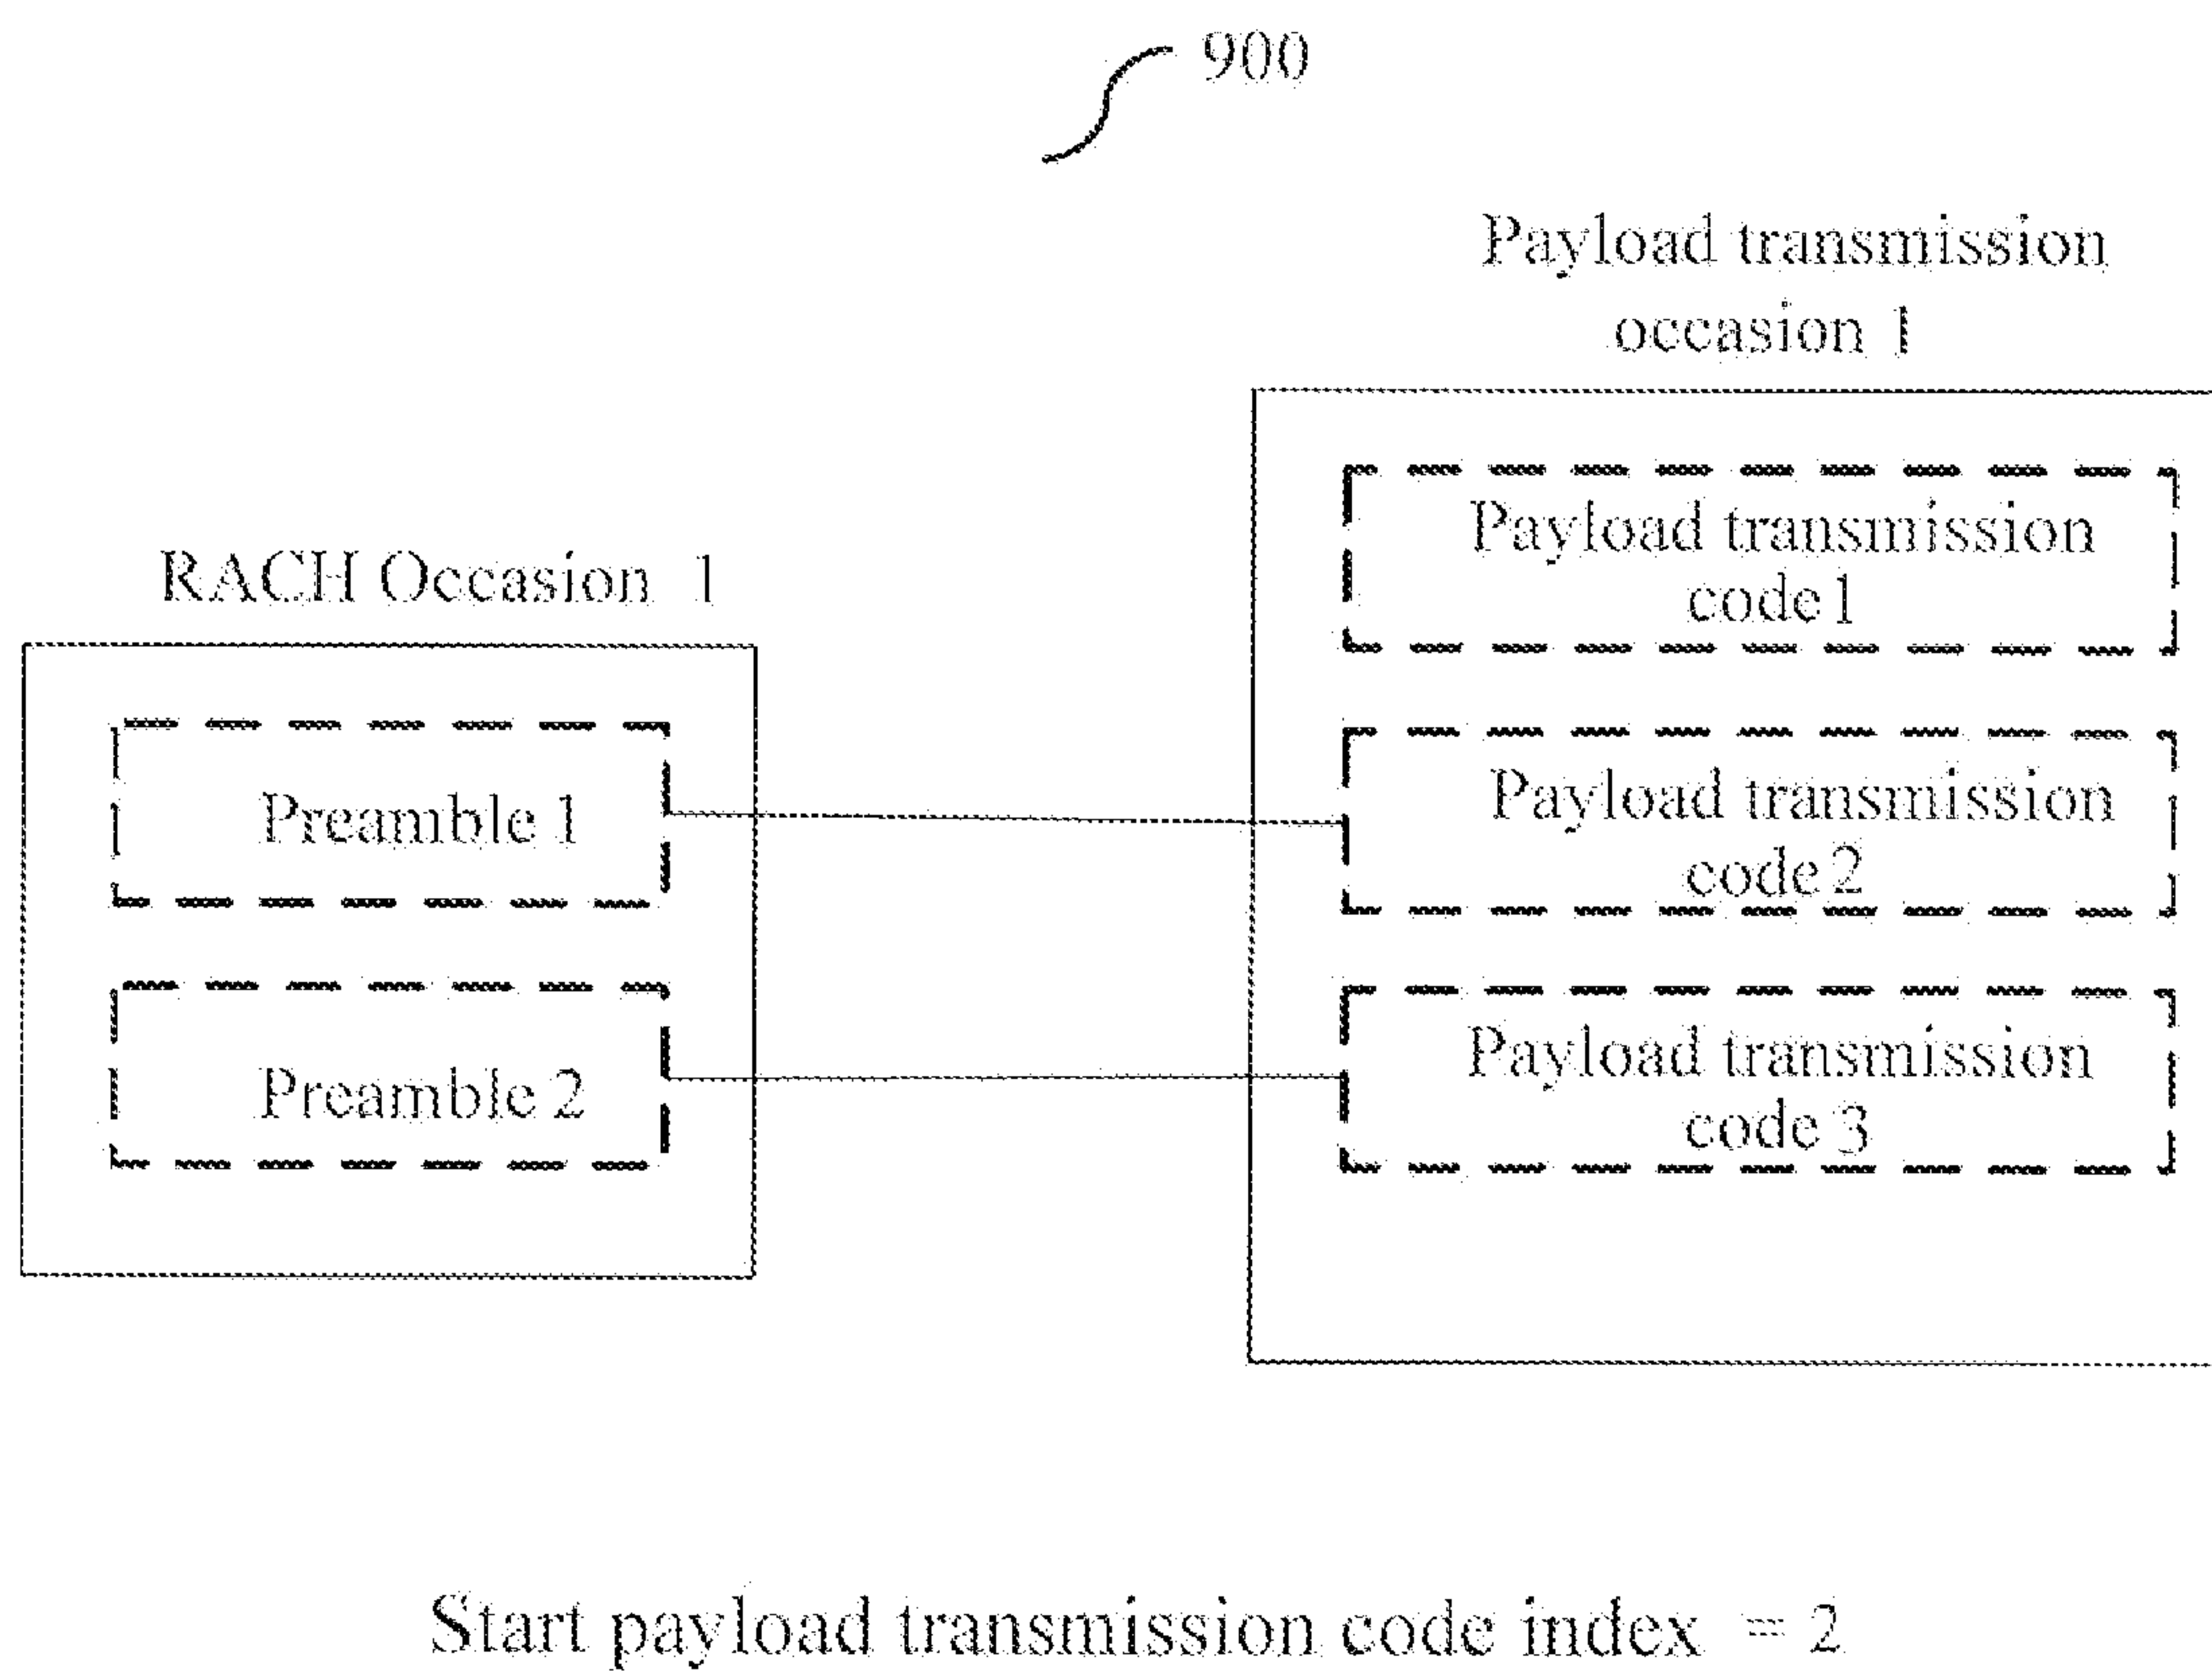 900
Payload transmission
occasion 1
RACH Occasion 1
Payload transmission
code 1
Preamble 1
Payload transmission
code 2
Preamble 2
Payload transmission
code 3
Start payload transmission code index = 2